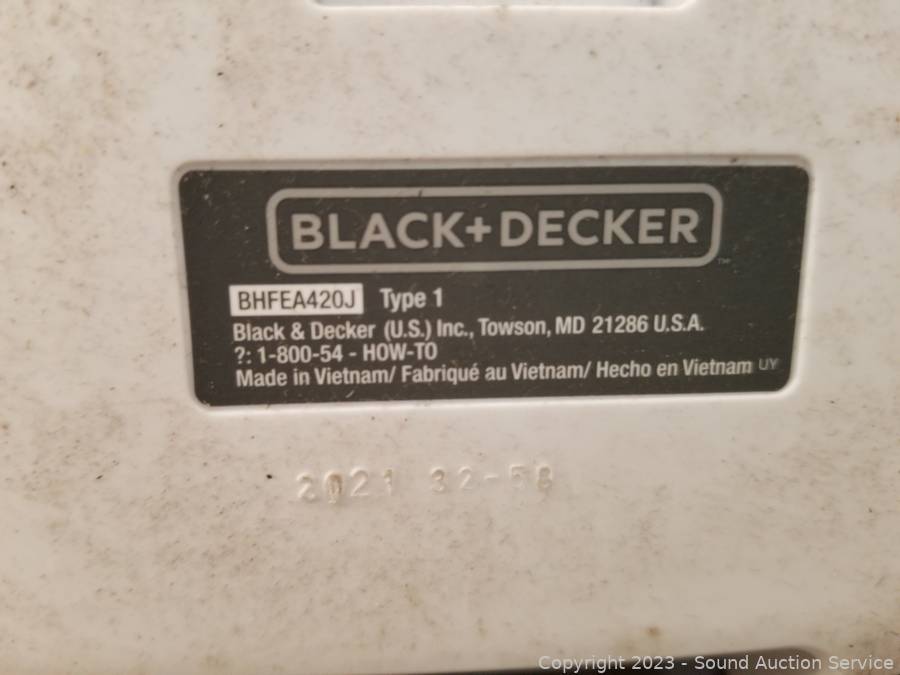 BLACK+DECKER™
BHFEA420J Type 1
Black & Decker (U.S.) Inc., Towson, MD 21286 U.S.A.
?: 1-800-54 - HOW-TO
Made in Vietnam/ Fabriqué au Vietnam/ Hecho en Vietnam UY
2021 32-58
Copyright 2023 - Sound Auction Service